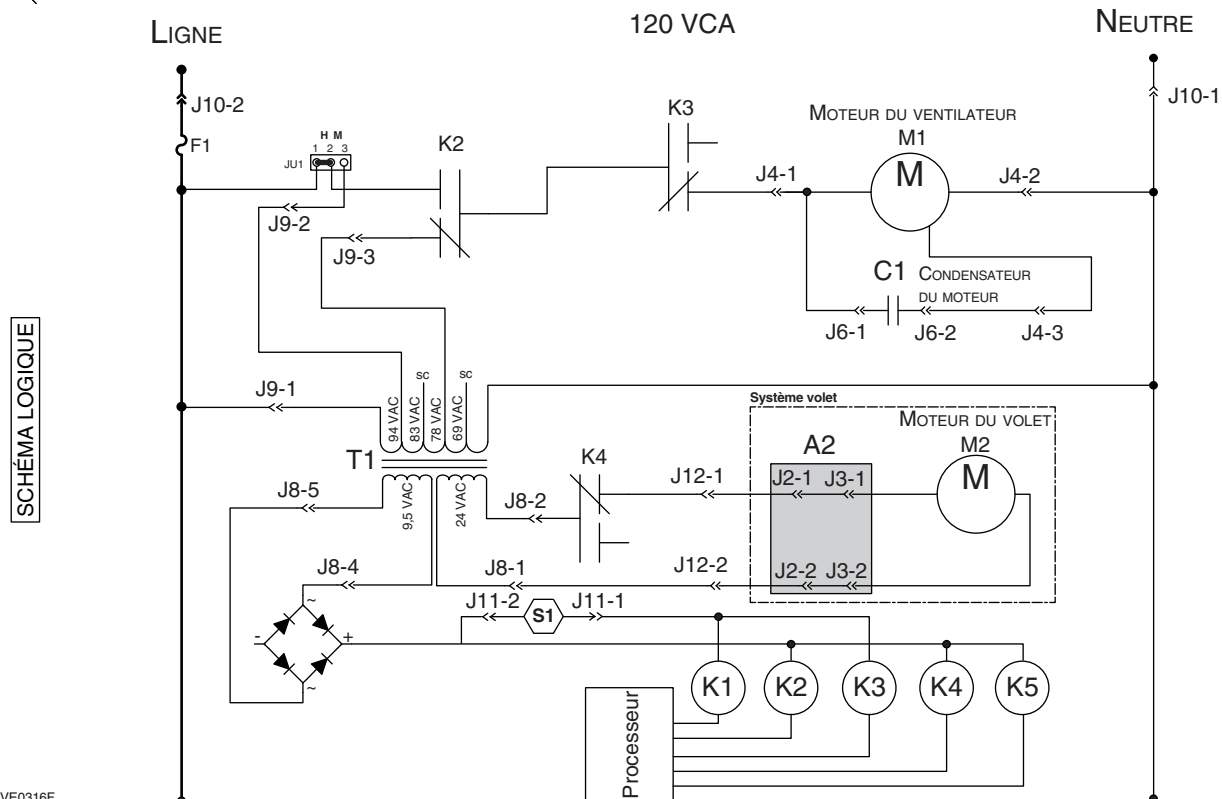 LIGNE
120 VCA
NEUTRE
J10-2
J10-1
F1
H M
1 2 3
JU1
K2
K3
MOTEUR DU VENTILATEUR
M1
M
J4-1
J4-2
J9-2
J9-3
C1 CONDENSATEUR
DU MOTEUR
J6-1
J6-2
J4-3
SCHÉMA LOGIQUE
J9-1
94 VAC
83 VAC
SC
78 VAC
69 VAC
SC
T1
9,5 VAC
24 VAC
Système volet
MOTEUR DU VOLET
A2
M2
M
K4
J12-1
J2-1
J3-1
J8-5
J8-2
J8-4
J8-1
J12-2
J2-2
J3-2
J11-2
S1
J11-1
~
-
+
~
K1
K2
K3
K4
K5
Processeur
VE0316F